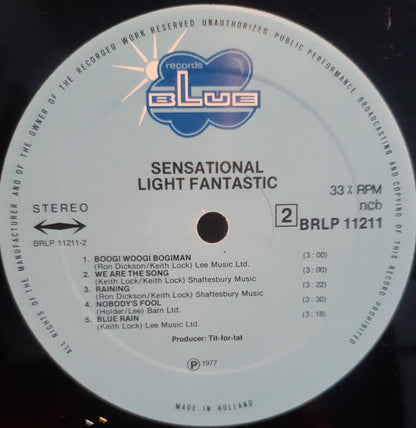 ALL RIGHTS OF THE MANUFACTURER AND OF THE OWNER OF THE RECORDED WORK RESERVED UNAUTHORIZED PUBLIC PERFORMANCE BROADCASTING AND COPYING OF THIS RECORD PROHIBITED
records
BLUE
SENSATIONAL
LIGHT FANTASTIC
33 ⅓ RPM
STEREO
ncb
2 BRLP 11211
BRLP 11211-2
1. BOOGI WOOGI BOGIMAN (3 : 00)
(Ron Dickson/Keith Lock) Lee Music Ltd.
2. WE ARE THE SONG (3 : 00)
(Keith Lock/Keith Lock) Shaftesbury Music
3. RAINING (3 : 22)
(Ron Dickson/Keith Lock) Shaftesbury Music
4. NOBODY'S FOOL (3 : 30)
(Holder/Lee) Barn Ltd.
5. BLUE RAIN (3 : 18)
(Keith Lock) Lee Music Ltd.
Producer: Tit-for-tat
Ⓟ 1977
MADE IN HOLLAND